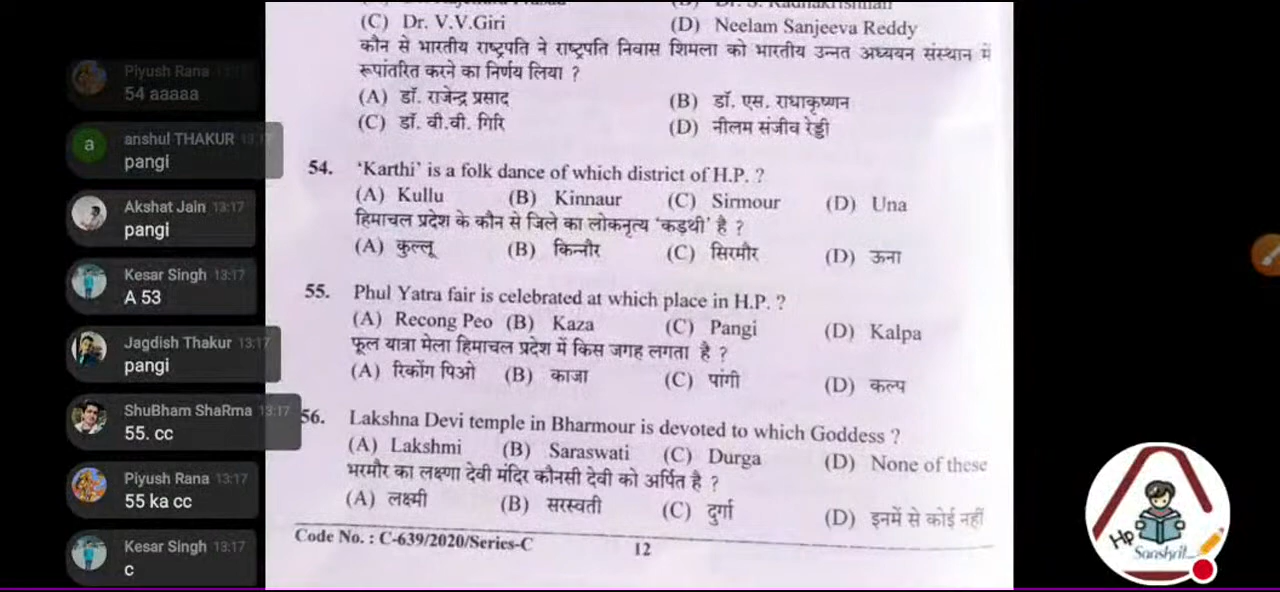 Piyush Rana
54 aaaaa
anshul THAKUR 13:17
pangi
Akshat Jain 13:17
pangi
Kesar Singh 13:17
A 53
Jagdish Thakur 13:17
pangi
ShuBham ShaRma 13:17
55. cc
Piyush Rana 13:17
55 ka cc
Kesar Singh 13:17
c
a
(C) Dr. V.V.Giri (D) Neelam Sanjeeva Reddy
कौन से भारतीय राष्ट्रपति ने राष्ट्रपति निवास शिमला को भारतीय उन्नत अध्ययन संस्थान में
रूपांतरित करने का निर्णय लिया ?
(A) डॉ. राजेन्द्र प्रसाद (B) डॉ. एस. राधाकृष्णन
(C) डॉ. वी.वी. गिरि (D) नीलम संजीव रेड्डी
54. ‘Karthi’ is a folk dance of which district of H.P. ?
(A) Kullu (B) Kinnaur (C) Sirmour (D) Una
हिमाचल प्रदेश के कौन से जिले का लोकनृत्य ‘कड़थी’ है ?
(A) कुल्लू (B) किन्नौर (C) सिरमौर (D) ऊना
55. Phul Yatra fair is celebrated at which place in H.P. ?
(A) Recong Peo (B) Kaza (C) Pangi (D) Kalpa
फूल यात्रा मेला हिमाचल प्रदेश में किस जगह लगता है ?
(A) रिकोंग पिओ (B) काजा (C) पांगी (D) कल्प
56. Lakshna Devi temple in Bharmour is devoted to which Goddess ?
(A) Lakshmi (B) Saraswati (C) Durga (D) None of these
भरमौर का लक्ष्णा देवी मंदिर कौनसी देवी को अर्पित है ?
(A) लक्ष्मी (B) सरस्वती (C) दुर्गा (D) इनमें से कोई नहीं
Code No. : C-639/2020/Series-C 12
Hp